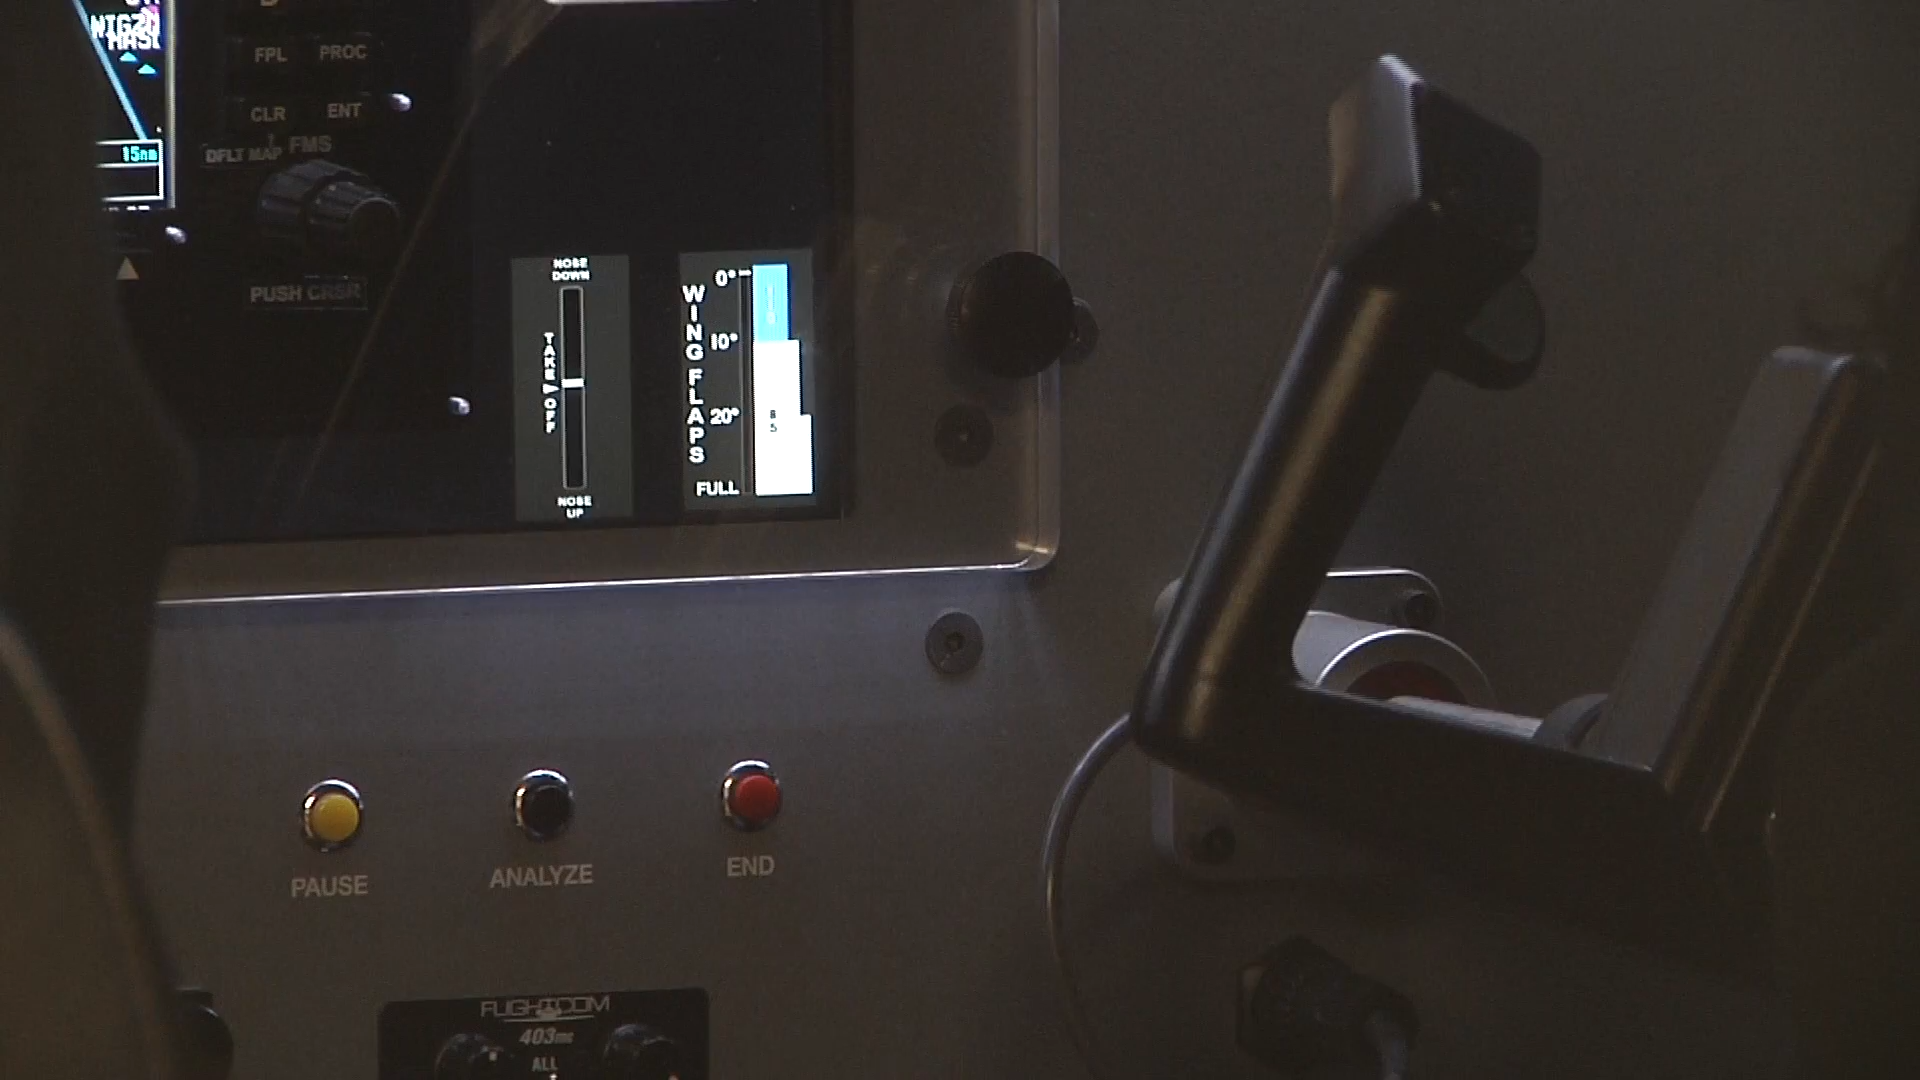 FPL PROC
CLR ENT
DFLT MAP FMS
15nm
PUSH CRSR
NOSE
DOWN
TAKE OFF
NOSE
UP
WING FLAPS
0°
10°
20°
FULL
85
PAUSE
ANALYZE
END
FLIGHTCOM
403mc
ALL